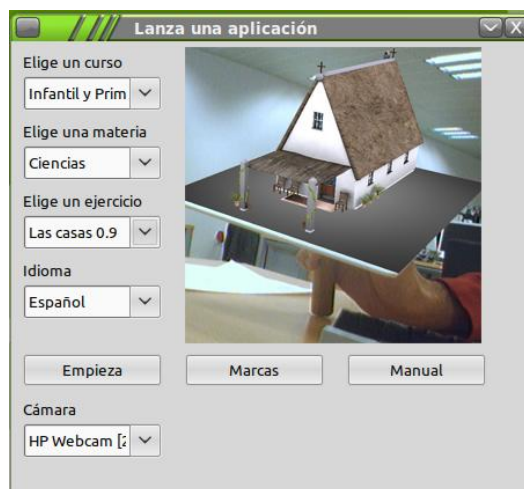 Lanza una aplicación
Elige un curso
Infantil y Prim
Elige una materia
Ciencias
Elige un ejercicio
Las casas 0.9
Idioma
Español
Empieza
Marcas
Manual
Cámara
HP Webcam [2